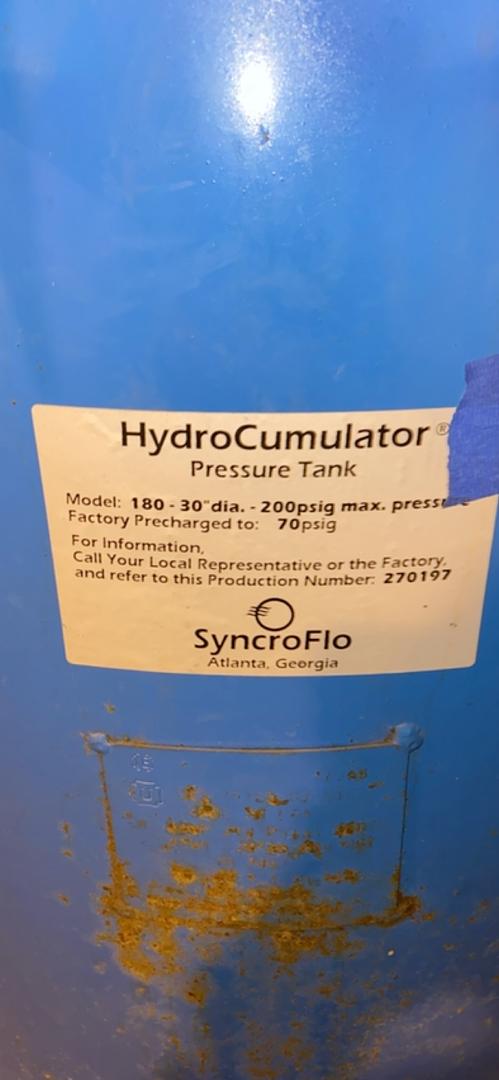 HydroCumulator®
Pressure Tank
Model: 180 - 30"dia. - 200psig max. pressure
Factory Precharged to: 70psig
For Information,
Call Your Local Representative or the Factory,
and refer to this Production Number: 270197
SyncroFlo
Atlanta, Georgia
U